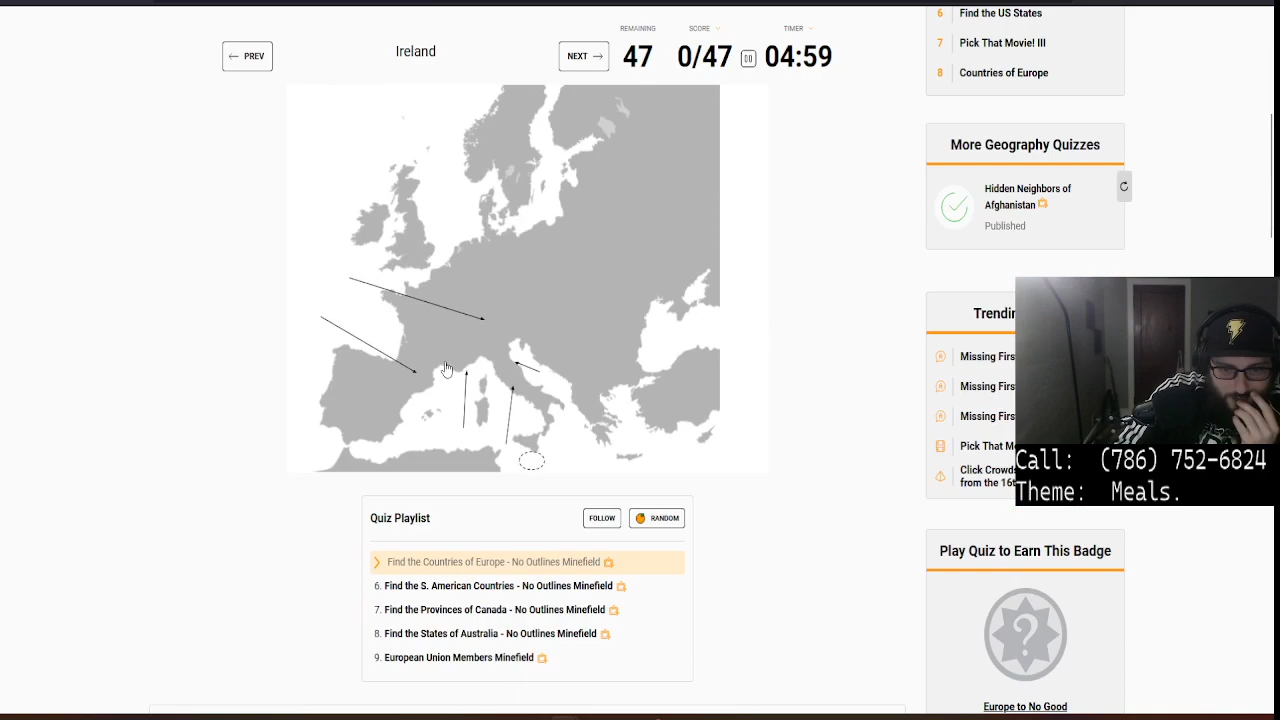 PREV
Ireland
NEXT
REMAINING
47
SCORE
0/47
TIMER
04:59
Quiz Playlist
FOLLOW
RANDOM
Find the Countries of Europe - No Outlines Minefield
6. Find the S. American Countries - No Outlines Minefield
7. Find the Provinces of Canada - No Outlines Minefield
8. Find the States of Australia - No Outlines Minefield
9. European Union Members Minefield
6 Find the US States
7 Pick That Movie! III
8 Countries of Europe
More Geography Quizzes
Hidden Neighbors of
Afghanistan
Published
Trendin
Missing Firs
Missing Firs
Missing Firs
Pick That M
Click Crowds
from the 16t
Call: (786) 752-6824
Theme: Meals.
Play Quiz to Earn This Badge
?
Europe to No Good